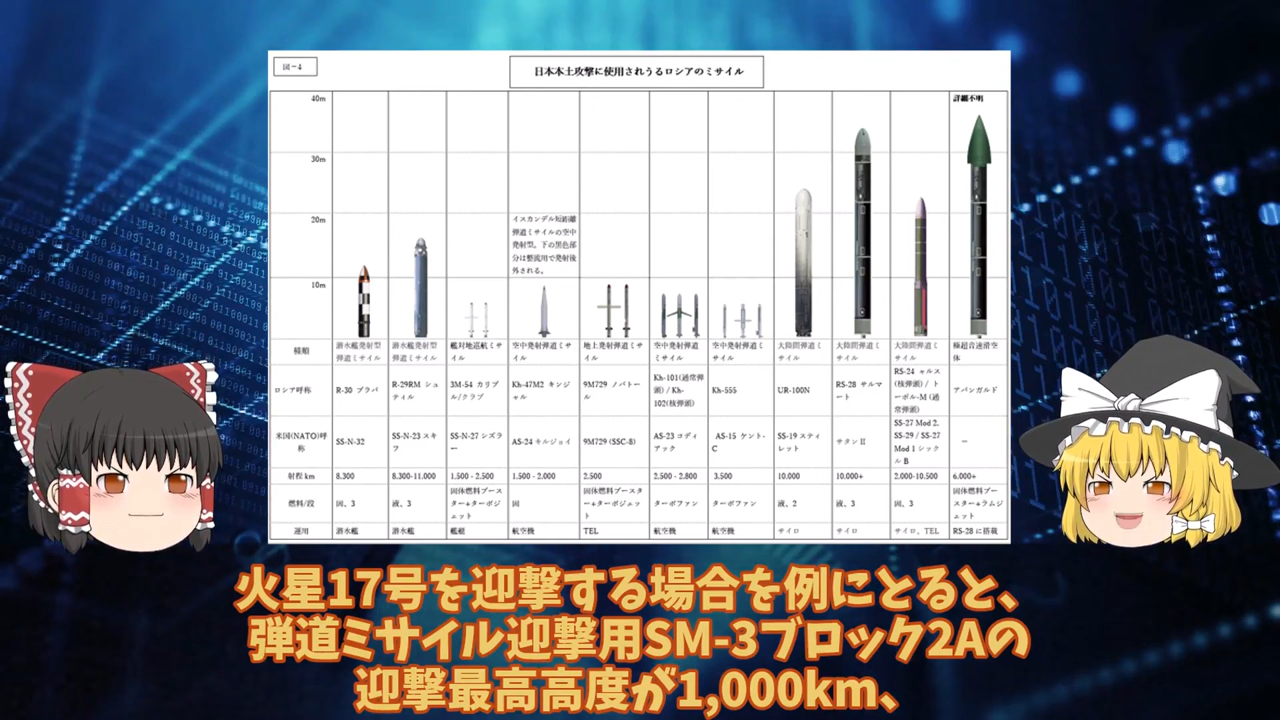 図－4
日本本土攻撃に使用されうるロシアのミサイル
40m
30m
20m
10m
詳細不明
イスカンデル短距離
弾道ミサイルの空中
発射型。下の黒色部
分は整流用で発射後
外される。
種類
潜水艦発射型
弾道ミサイル
潜水艦発射型
弾道ミサイル
艦対地巡航ミサ
イル
空中発射弾道ミ
サイル
地上発射弾道ミサ
イル
空中発射弾道
ミサイル
空中発射弾道ミ
サイル
大陸間弾道ミ
サイル
大陸間弾道ミ
サイル
大陸間弾道ミ
サイル
極超音速滑空
体
ロシア呼称
R-30 ブラバ
R-29RM シュ
ティル
3M-54 カリブ
ル/クラブ
Kh-47M2 キンジ
ャル
9M729 ノバトー
ル
Kh-101(通常弾
頭) / Kh-
102(核弾頭)
Kh-555
UR-100N
RS-28 サルマ
ート
RS-24 ャルス
(核弾頭) / ト
ーポル-M (通
常弾頭)
アバンガルド
米国(NATO)呼
称
SS-N-32
SS-N-23 スキ
フ
SS-N-27 シズラ
ー
AS-24 キルジョイ
9M729 (SSC-8)
AS-23 コディ
アック
AS-15 ケント-
C
SS-19 スティ
レット
サタンⅡ
SS-27 Mod 2.
SS-29 / SS-27
Mod 1 シック
ル B
－
射程 km
8.300
8.300-11.000
1,500 - 2.500
1,500 - 2.000
2.500
2.500 - 2.800
3.500
10.000
10.000+
2.000-10.500
6.000+
燃料/段
固、3
液、3
固体燃料ブース
ター+ターボジ
ェット
固
固体燃料ブースタ
ー+ターボジェッ
ト
ターボファン
ターボファン
液、2
液、3
固、3
固体燃料ブー
スター+ラムジ
ェット
運用
潜水艦
潜水艦
艦艇
航空機
TEL
航空機
航空機
サイロ
サイロ
サイロ、TEL
RS-28 に搭載
火星17号を迎撃する場合を例にとると、
弾道ミサイル迎撃用SM-3ブロック2Aの
迎撃最高高度が1,000km、